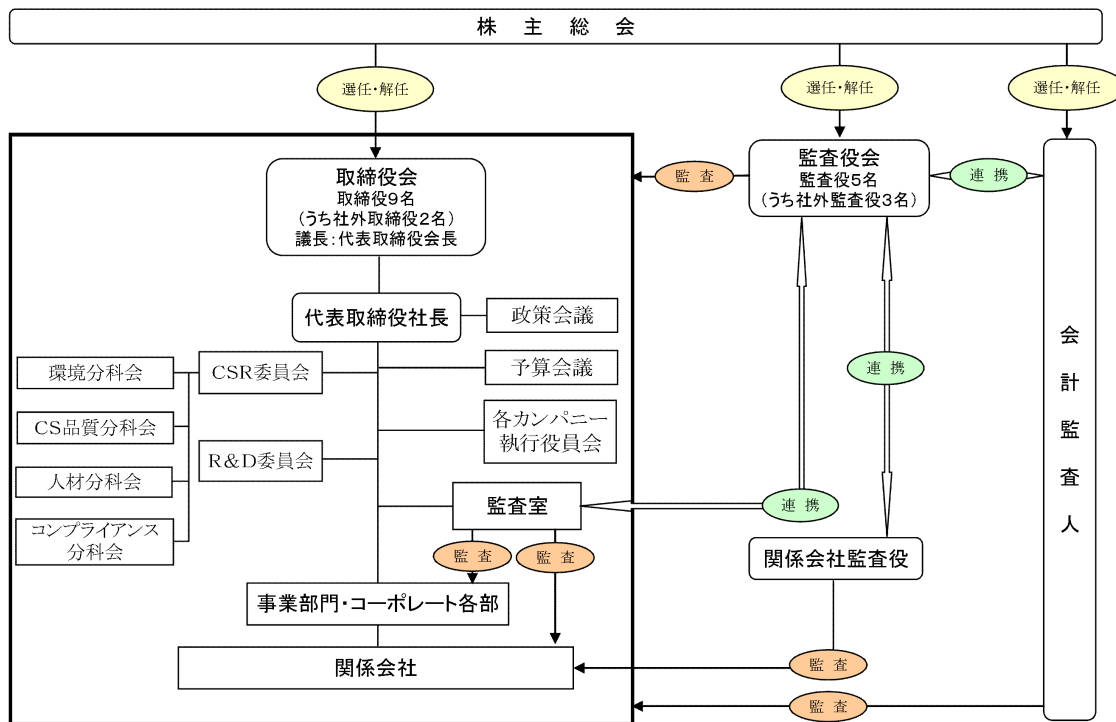 株主総会
選任・解任
選任・解任
選任・解任
取締役会
取締役9名
(うち社外取締役2名)
議長:代表取締役会長
監査
監査役会
監査役5名
(うち社外監査役3名)
連携
会計監査人
代表取締役社長
政策会議
環境分科会
CSR委員会
予算会議
連携
CS品質分科会
各カンパニー
執行役員会
R&D委員会
人材分科会
監査室
連携
コンプライアンス
分科会
監査
監査
関係会社監査役
事業部門・コーポレート各部
関係会社
監査
監査